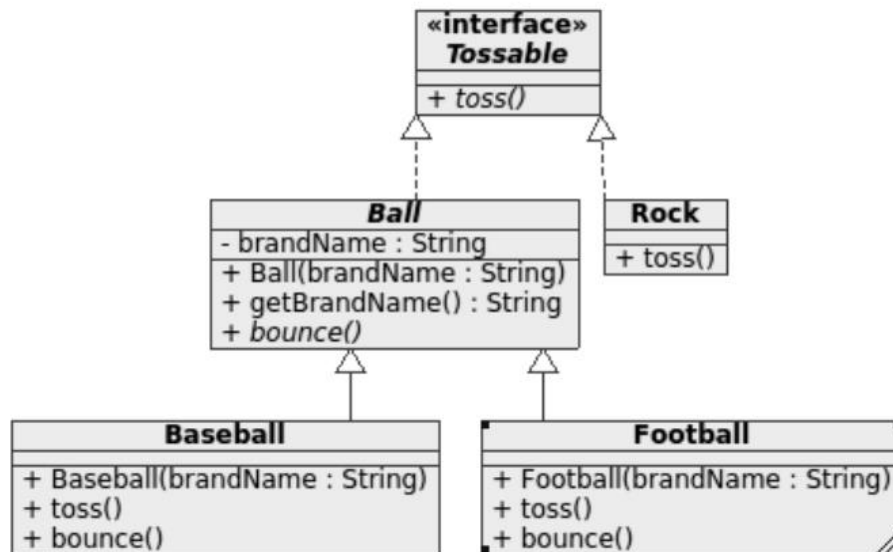 «interface»
Tossable
+ toss()
Ball
- brandName : String
+ Ball(brandName : String)
+ getBrandName() : String
+ bounce()
Rock
+ toss()
Baseball
+ Baseball(brandName : String)
+ toss()
+ bounce()
Football
+ Football(brandName : String)
+ toss()
+ bounce()